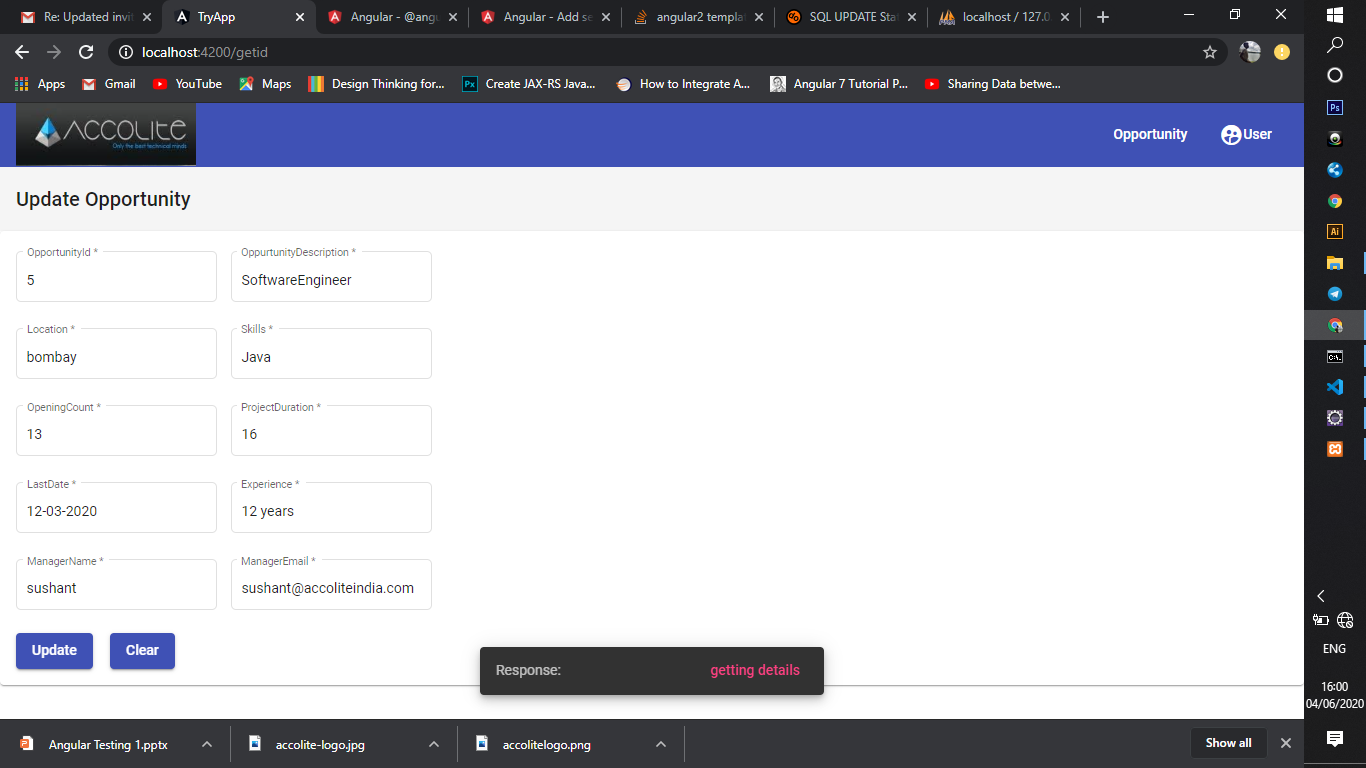 Re: Updated invit
TryApp
Angular - @angu
Angular - Add se
angular2 templat
SQL UPDATE Stat
localhost / 127.0
localhost:4200/getid
Apps
Gmail
YouTube
Maps
Design Thinking for...
Create JAX-RS Java...
How to Integrate A...
Angular 7 Tutorial P...
Sharing Data betwe...
ACCOLITE
Only the best technical minds
Opportunity
User
Update Opportunity
OpportunityId *
OppurtunityDescription *
5
SoftwareEngineer
Location *
Skills *
bombay
Java
OpeningCount *
ProjectDuration *
13
16
LastDate *
Experience *
12-03-2020
12 years
ManagerName *
ManagerEmail *
sushant
sushant@accoliteindia.com
Update
Clear
Response:
getting details
Angular Testing 1.pptx
accolite-logo.jpg
accolitelogo.png
Show all
Ps
Ai
ENG
16:00
04/06/2020